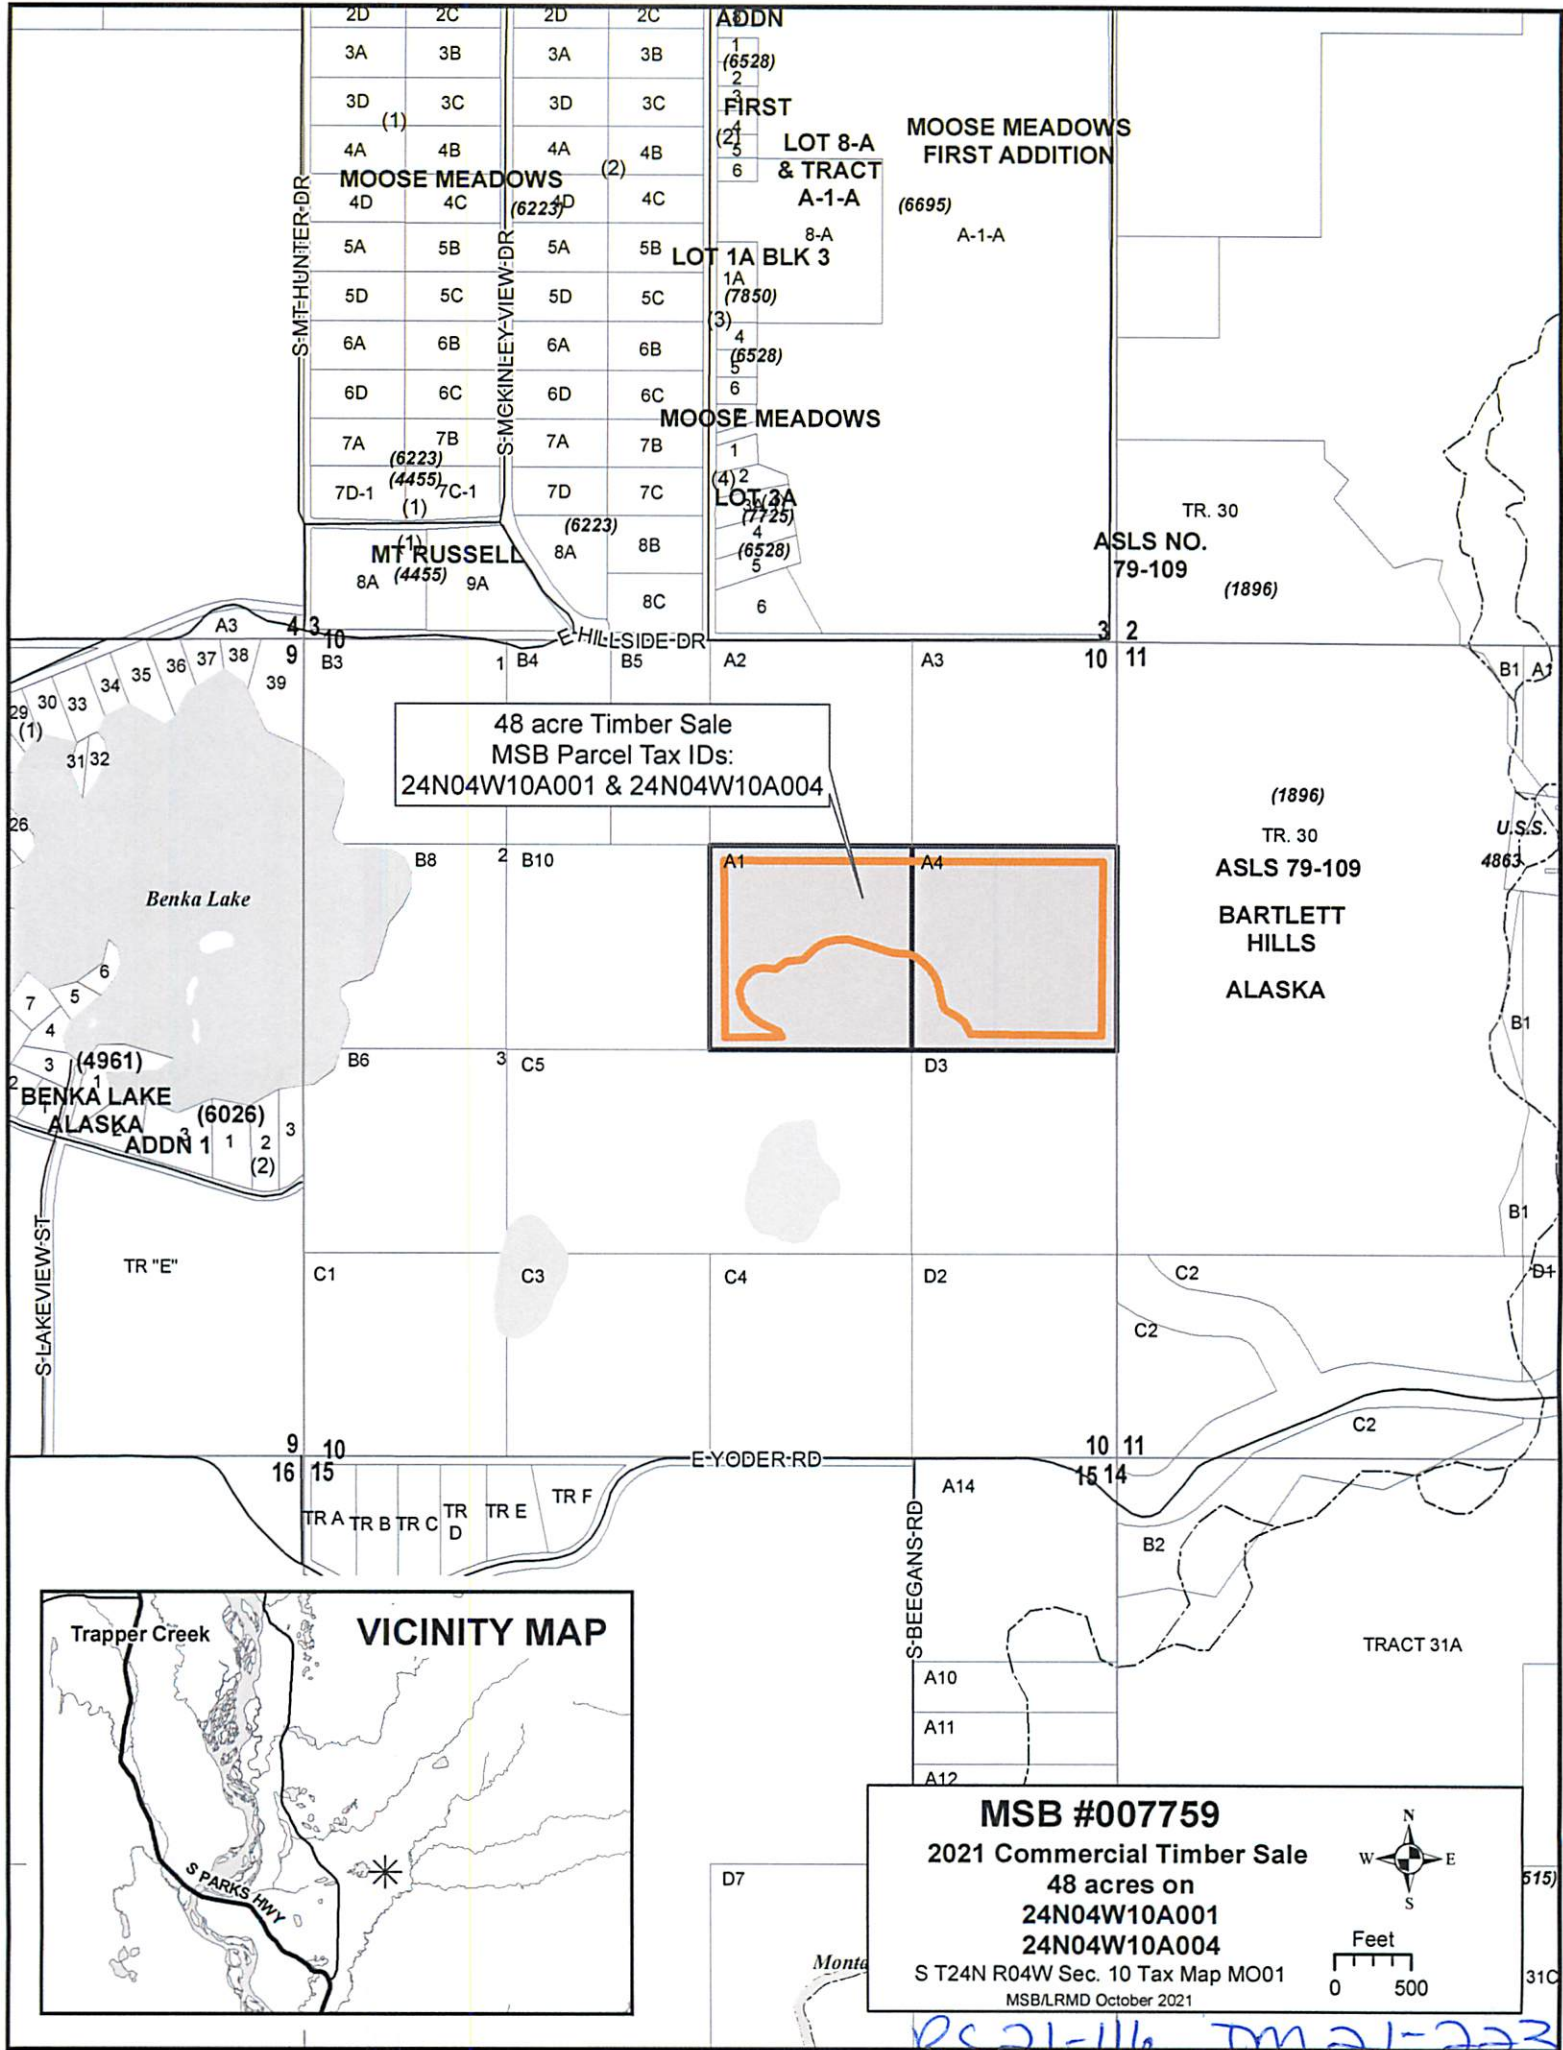 2D 2C 2D 2C
ADDN
3A 3B 3A 3B
1
(6528)
2
3D 3C 3D 3C
3
FIRST
(1)
4
4A 4B 4A 4B
(2)
(2)
5
6
MOOSE MEADOWS
4D 4C 4D 4C
(6223)
LOT 8-A
& TRACT
A-1-A
MOOSE MEADOWS
FIRST ADDITION
(6695)
8-A
A-1-A
S MT HUNTER DR
S MCKINLEY VIEW DR
5A 5B 5A 5B
LOT 1A BLK 3
1A
(7850)
5D 5C 5D 5C
(3)
6A 6B 6A 6B
4
(6528)
5
6D 6C 6D 6C
6
MOOSE MEADOWS
7A 7B 7A 7B
1
(6223)
(4455)
(4) 2
7D-1 7C-1 7D 7C
(1)
LOT 3A
(7725)
4
(6528)
5
(6223)
(1)
MT RUSSELL
8A 8B
8A (4455) 9A
8C
6
TR. 30
ASLS NO.
79-109
(1896)
A3
4 3
9 10
E HILLSIDE DR
3 2
10 11
B3 1 B4 B5 A2 A3
B1 A1
29 30 33 34 35 36 37 38 39
(1)
31 32
26
48 acre Timber Sale
MSB Parcel Tax IDs:
24N04W10A001 & 24N04W10A004
(1896)
TR. 30
U.S.S.
4863
ASLS 79-109
BARTLETT
HILLS
ALASKA
B8 2 B10 A1 A4
Benka Lake
6
7 5
4
3
2
(4961)
1
BENKA LAKE
ALASKA
ADDN 1
(6026)
1 2 3
(2)
B6 3 C5 D3
B1
B1
S LAKEVIEW ST
TR "E"
C1 C3 C4 D2
C2 D1
C2
C2
9 10
16 15
E YODER RD
10 11
15 14
TR A TR B TR C TR D TR E TR F
S BEEGANS RD
A14
B2
A10
A11
A12
TRACT 31A
VICINITY MAP
Trapper Creek
S PARKS HWY
D7
Monta
MSB #007759
2021 Commercial Timber Sale
48 acres on
24N04W10A001
24N04W10A004
S T24N R04W Sec. 10 Tax Map MO01
MSB/LRMD October 2021
N
W E
S
Feet
0 500
515)
31C
RS 21-116 IM 21-223